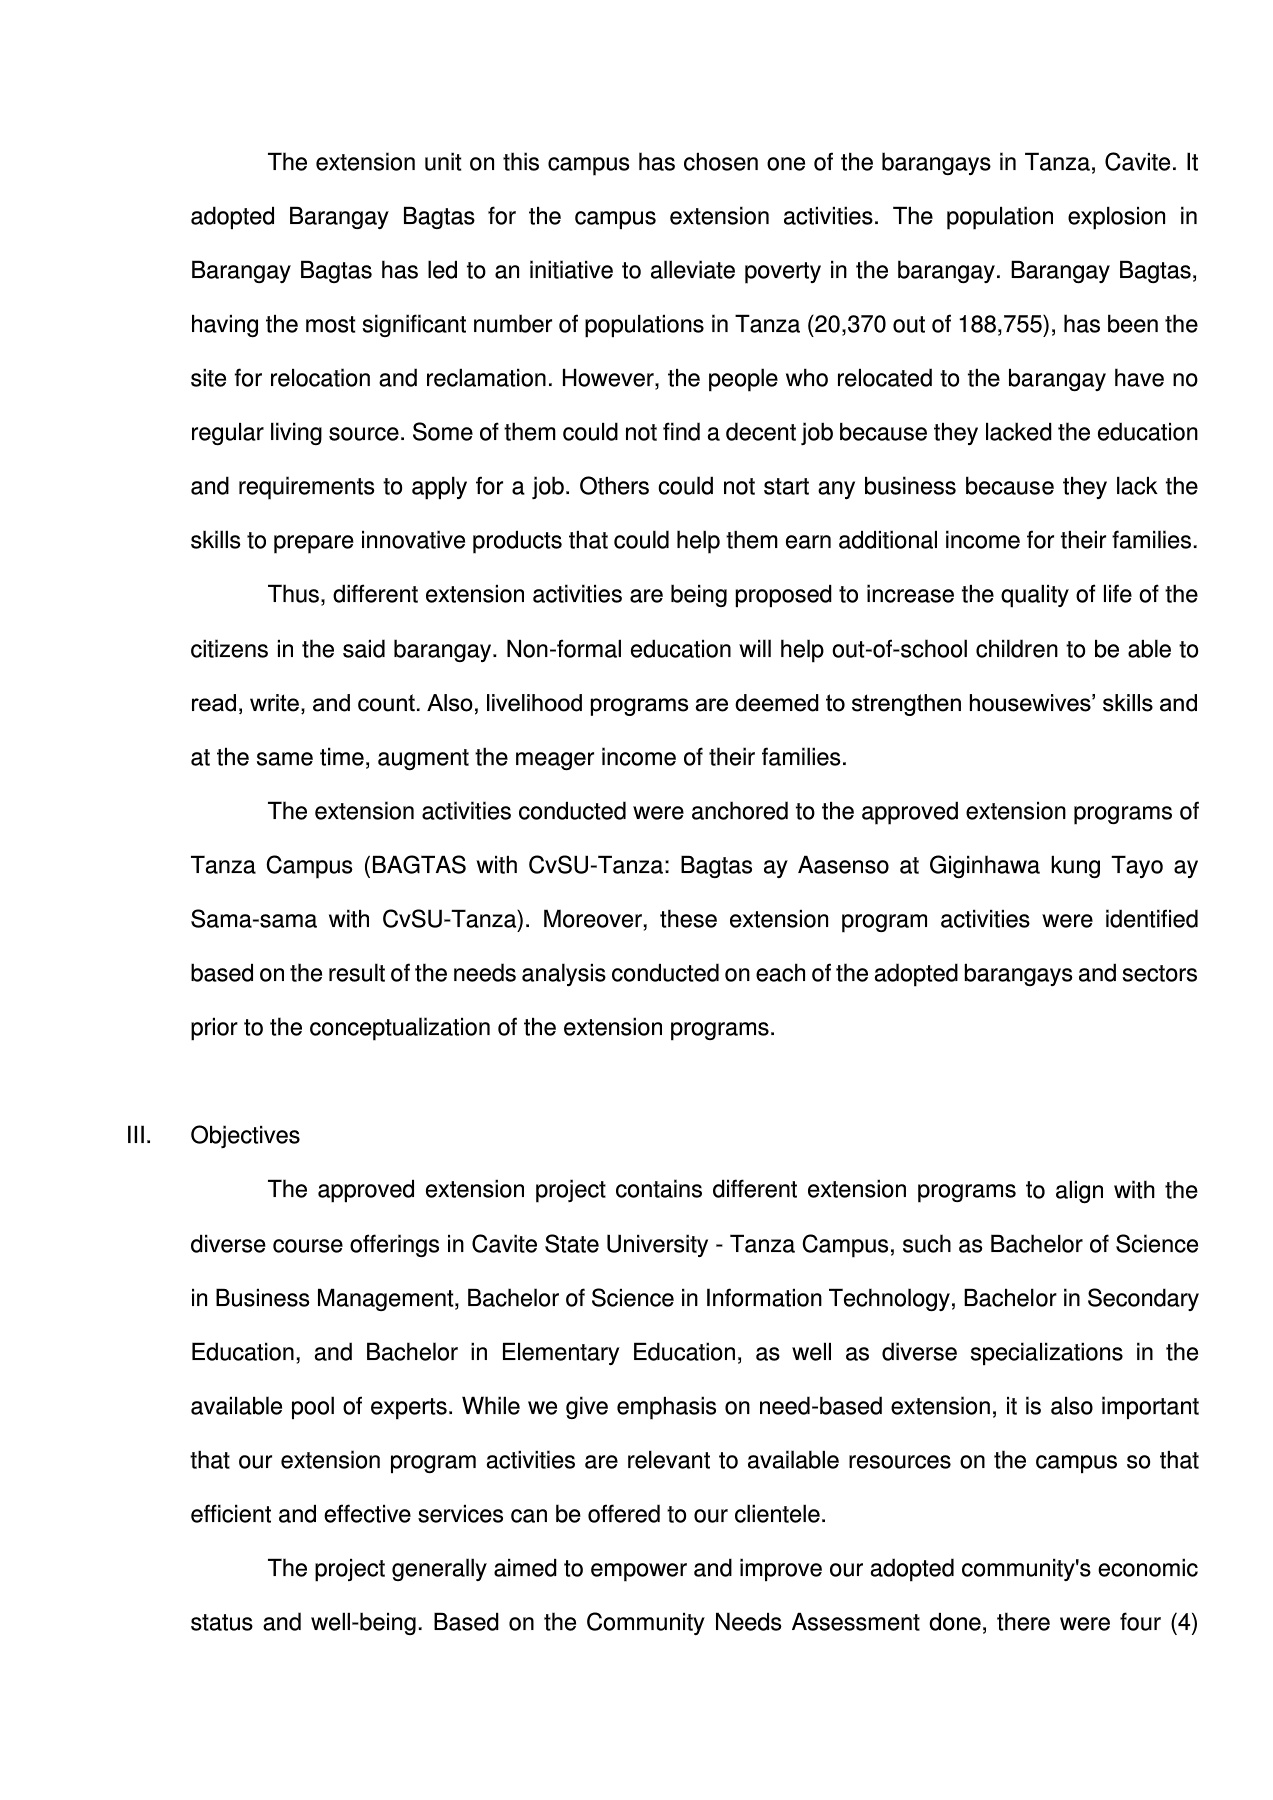 The extension unit on this campus has chosen one of the barangays in Tanza, Cavite. It
adopted Barangay Bagtas for the campus extension activities. The population explosion in
Barangay Bagtas has led to an initiative to alleviate poverty in the barangay. Barangay Bagtas,
having the most significant number of populations in Tanza (20,370 out of 188,755), has been the
site for relocation and reclamation. However, the people who relocated to the barangay have no
regular living source. Some of them could not find a decent job because they lacked the education
and requirements to apply for a job. Others could not start any business because they lack the
skills to prepare innovative products that could help them earn additional income for their families.
Thus, different extension activities are being proposed to increase the quality of life of the
citizens in the said barangay. Non-formal education will help out-of-school children to be able to
read, write, and count. Also, livelihood programs are deemed to strengthen housewives’ skills and
at the same time, augment the meager income of their families.
The extension activities conducted were anchored to the approved extension programs of
Tanza Campus (BAGTAS with CvSU-Tanza: Bagtas ay Aasenso at Giginhawa kung Tayo ay
Sama-sama with CvSU-Tanza). Moreover, these extension program activities were identified
based on the result of the needs analysis conducted on each of the adopted barangays and sectors
prior to the conceptualization of the extension programs.
III. Objectives
The approved extension project contains different extension programs to align with the
diverse course offerings in Cavite State University - Tanza Campus, such as Bachelor of Science
in Business Management, Bachelor of Science in Information Technology, Bachelor in Secondary
Education, and Bachelor in Elementary Education, as well as diverse specializations in the
available pool of experts. While we give emphasis on need-based extension, it is also important
that our extension program activities are relevant to available resources on the campus so that
efficient and effective services can be offered to our clientele.
The project generally aimed to empower and improve our adopted community's economic
status and well-being. Based on the Community Needs Assessment done, there were four (4)